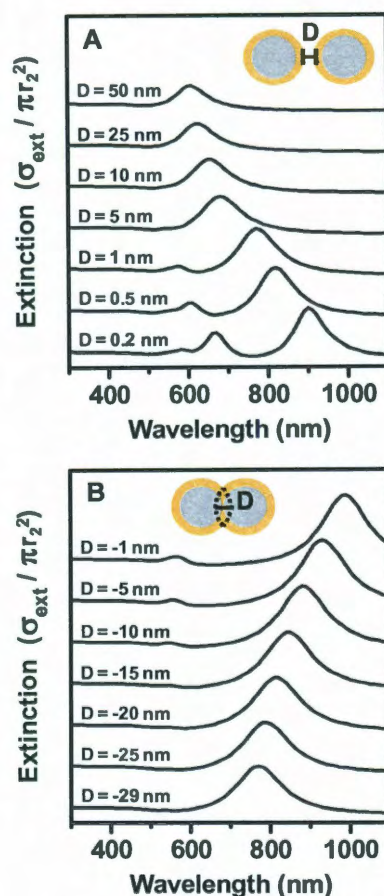 A
D
D = 50 nm
D = 25 nm
D = 10 nm
D = 5 nm
D = 1 nm
D = 0.5 nm
D = 0.2 nm
Extinction (σext / πr2²)
400 600 800 1000
Wavelength (nm)
B
D
D = -1 nm
D = -5 nm
D = -10 nm
D = -15 nm
D = -20 nm
D = -25 nm
D = -29 nm
Extinction (σext / πr2²)
400 600 800 1000
Wavelength (nm)